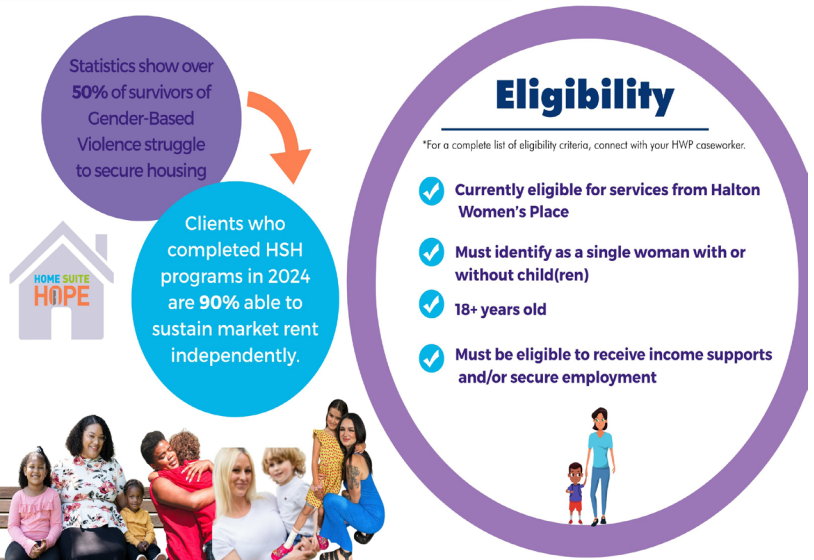 Statistics show over
50% of survivors of
Gender-Based
Violence struggle
to secure housing
Clients who
completed HSH
programs in 2024
are 90% able to
sustain market rent
independently.
HOME SUITE
HOPE
Eligibility
*For a complete list of eligibility criteria, connect with your HWP caseworker.
Currently eligible for services from Halton
Women’s Place
Must identify as a single woman with or
without child(ren)
18+ years old
Must be eligible to receive income supports
and/or secure employment